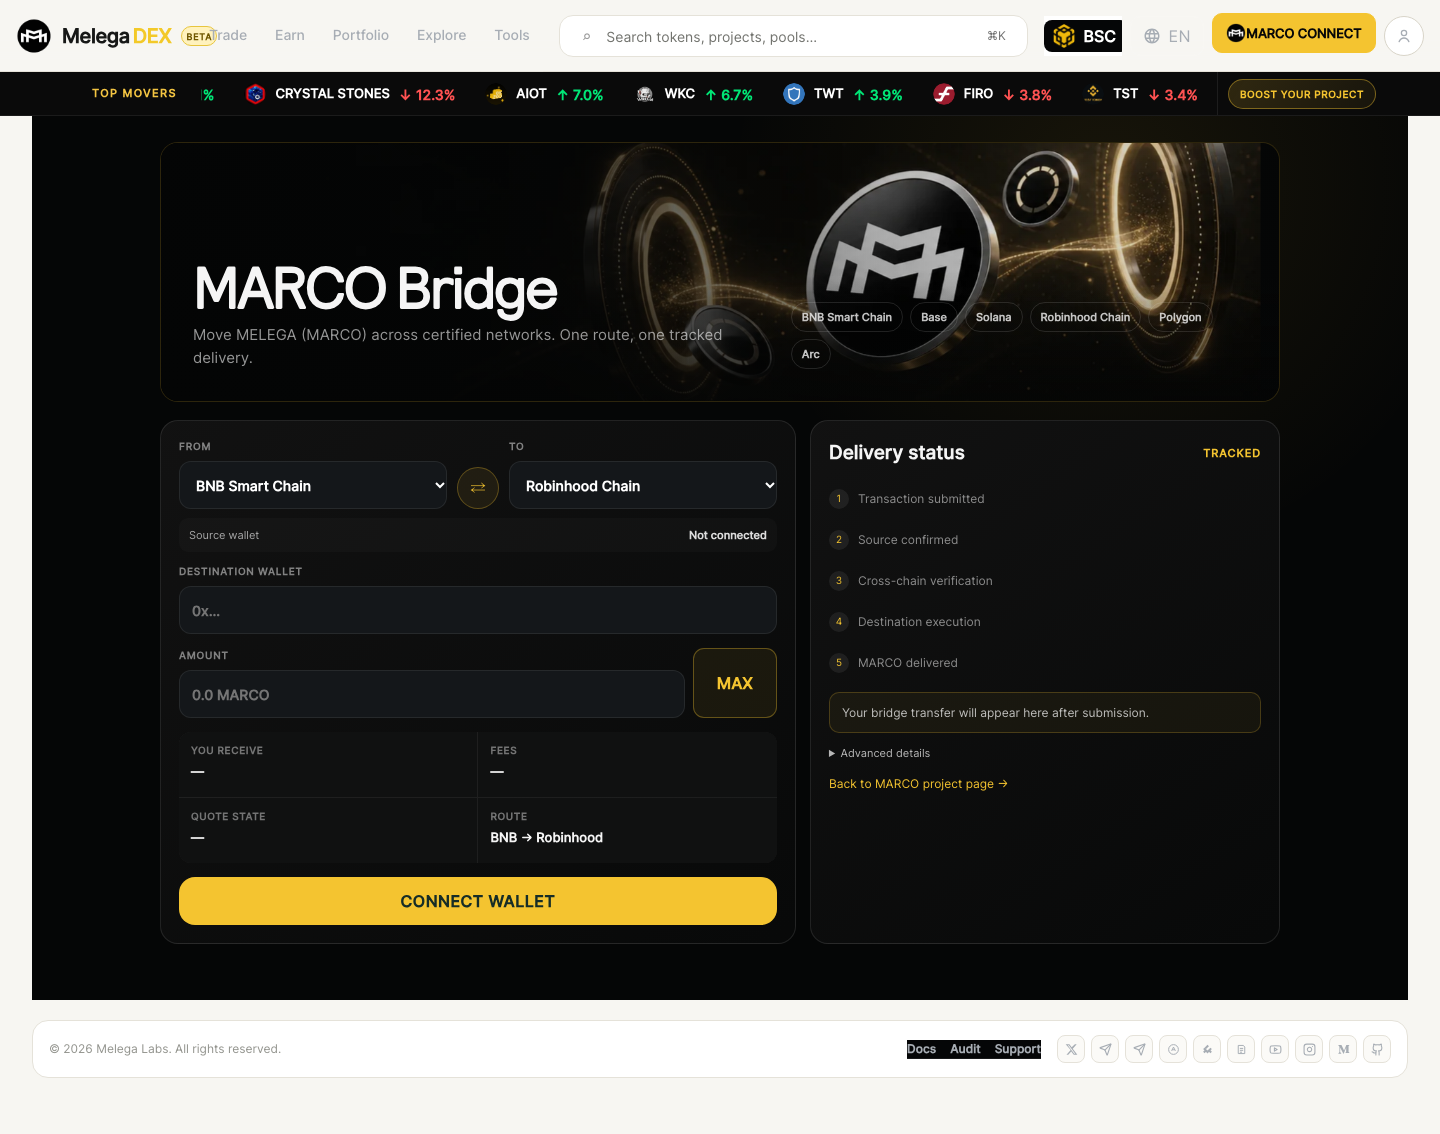 Melega DEX BETA Trade Earn Portfolio Explore Tools Search tokens, projects, pools... ⌘K BSC EN MARCO CONNECT
TOP MOVERS % CRYSTAL STONES ↓ 12.3% AIOT ↑ 7.0% WKC ↑ 6.7% TWT ↑ 3.9% FIRO ↓ 3.8% TST ↓ 3.4% BOOST YOUR PROJECT
MARCO Bridge
Move MELEGA (MARCO) across certified networks. One route, one tracked
delivery.
BNB Smart Chain Base Solana Robinhood Chain Polygon
Arc
FROM TO
BNB Smart Chain ⇄ Robinhood Chain
Source wallet Not connected
DESTINATION WALLET
0x...
AMOUNT
0.0 MARCO MAX
YOU RECEIVE FEES
— —
QUOTE STATE ROUTE
— BNB → Robinhood
CONNECT WALLET
Delivery status TRACKED
1 Transaction submitted
2 Source confirmed
3 Cross-chain verification
4 Destination execution
5 MARCO delivered
Your bridge transfer will appear here after submission.
▶ Advanced details
Back to MARCO project page →
© 2026 Melega Labs. All rights reserved. Docs Audit Support